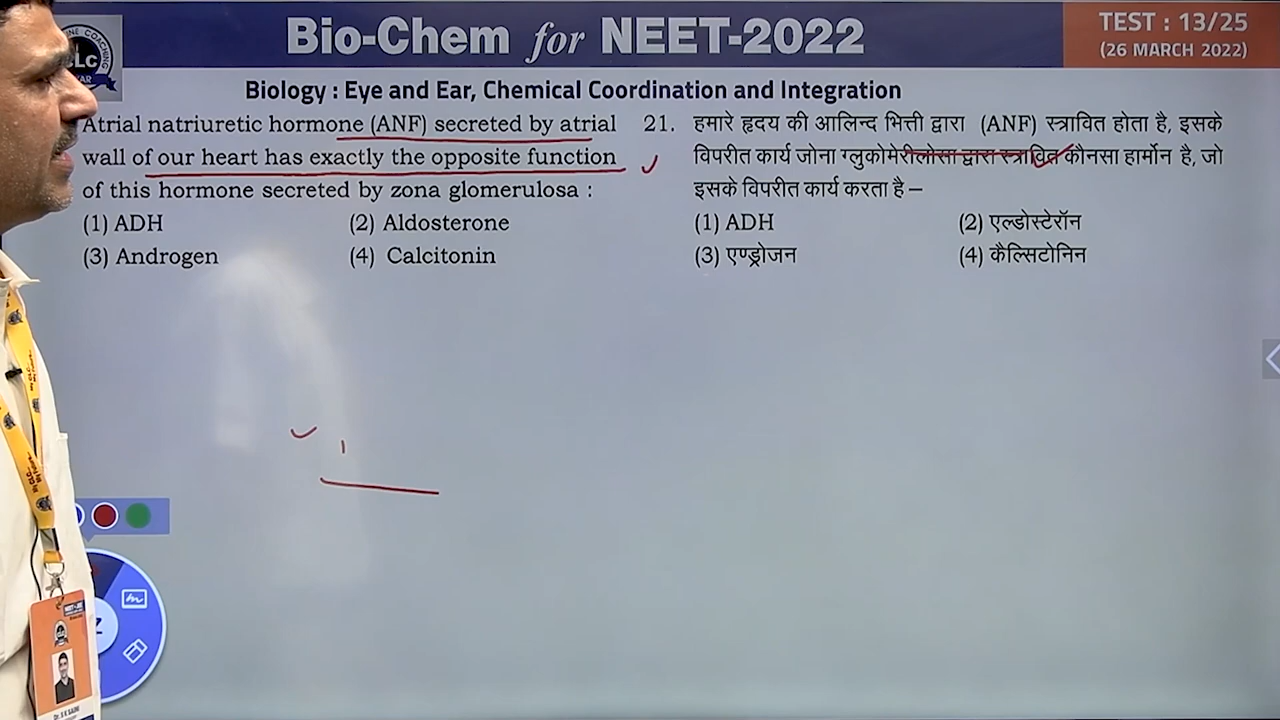 Bio-Chem for NEET-2022
TEST : 13/25
(26 MARCH 2022)
Biology : Eye and Ear, Chemical Coordination and Integration
Atrial natriuretic hormone (ANF) secreted by atrial
wall of our heart has exactly the opposite function
of this hormone secreted by zona glomerulosa :
(1) ADH (2) Aldosterone
(3) Androgen (4) Calcitonin
21. हमारे हृदय की आलिन्द भित्ती द्वारा (ANF) स्त्रावित होता है, इसके
विपरीत कार्य जोना ग्लुकोमेरीलोसा द्वारा स्त्रावित कौनसा हार्मोन है, जो
इसके विपरीत कार्य करता है –
(1) ADH (2) एल्डोस्टेरॉन
(3) एण्ड्रोजन (4) कैल्सिटोनिन